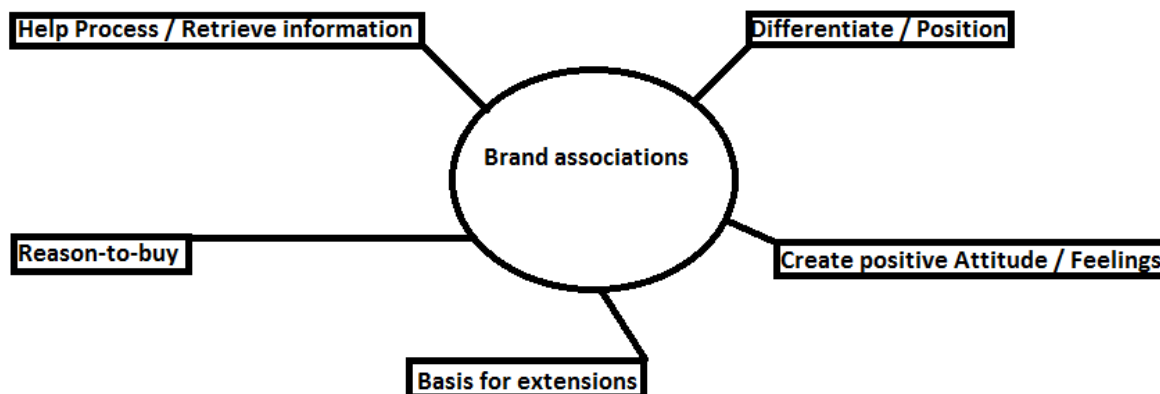 Help Process / Retrieve information
Differentiate / Position
Brand associations
Reason-to-buy
Create positive Attitude / Feelings
Basis for extensions